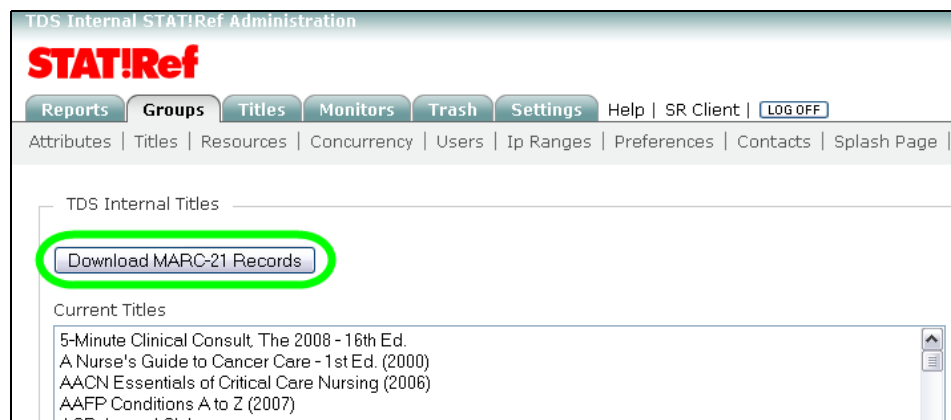 TDS Internal STAT!Ref Administration
STAT!Ref
Reports Groups Titles Monitors Trash Settings Help | SR Client | LOG OFF
Attributes | Titles | Resources | Concurrency | Users | Ip Ranges | Preferences | Contacts | Splash Page |
TDS Internal Titles
Download MARC-21 Records
Current Titles
5-Minute Clinical Consult, The 2008 - 16th Ed.
A Nurse's Guide to Cancer Care - 1st Ed. (2000)
AACN Essentials of Critical Care Nursing (2006)
AAFP Conditions A to Z (2007)